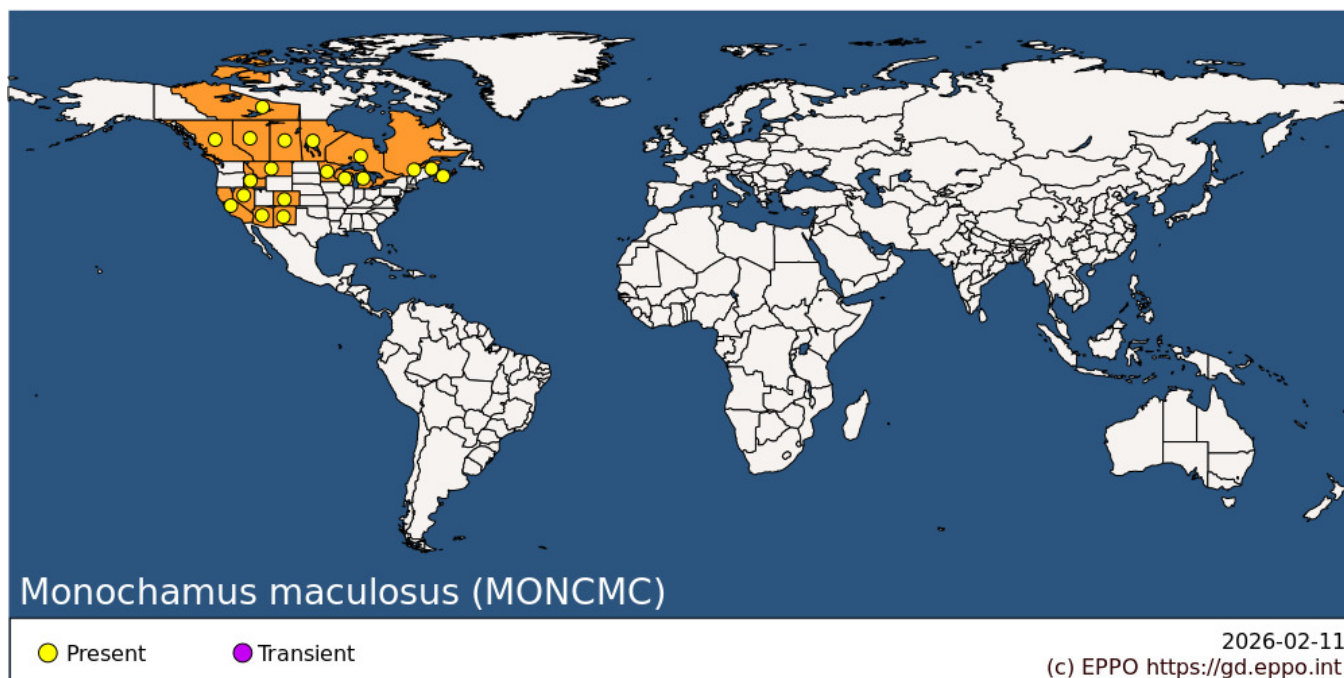 Monochamus maculosus (MONCMC)
Present
Transient
2026-02-11
(c) EPPO https://gd.eppo.int